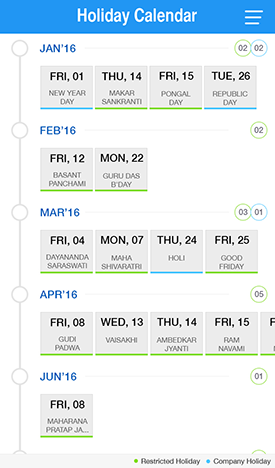 Holiday Calendar
JAN'16 02 02
FRI, 01 THU, 14 FRI, 15 TUE, 26
NEW YEAR MAKAR PONGAL REPUBLIC
DAY SANKRANTI DAY DAY
FEB'16 02
FRI, 12 MON, 22
BASANT GURU DAS
PANCHAMI B'DAY
MAR'16 03 01
FRI, 04 MON, 07 THU, 24 FRI, 25
DAYANANDA MAHA HOLI GOOD
SARASWATI SHIVARATRI FRIDAY
APR'16 05
FRI, 08 WED, 13 THU, 14 FRI, 15 F
GUDI VAISAKHI AMBEDKAR RAM
PADWA JYANTI NAVAMI
JUN'16 01
FRI, 08
MAHARANA
PRATAP JA...
Restricted Holiday Company Holiday